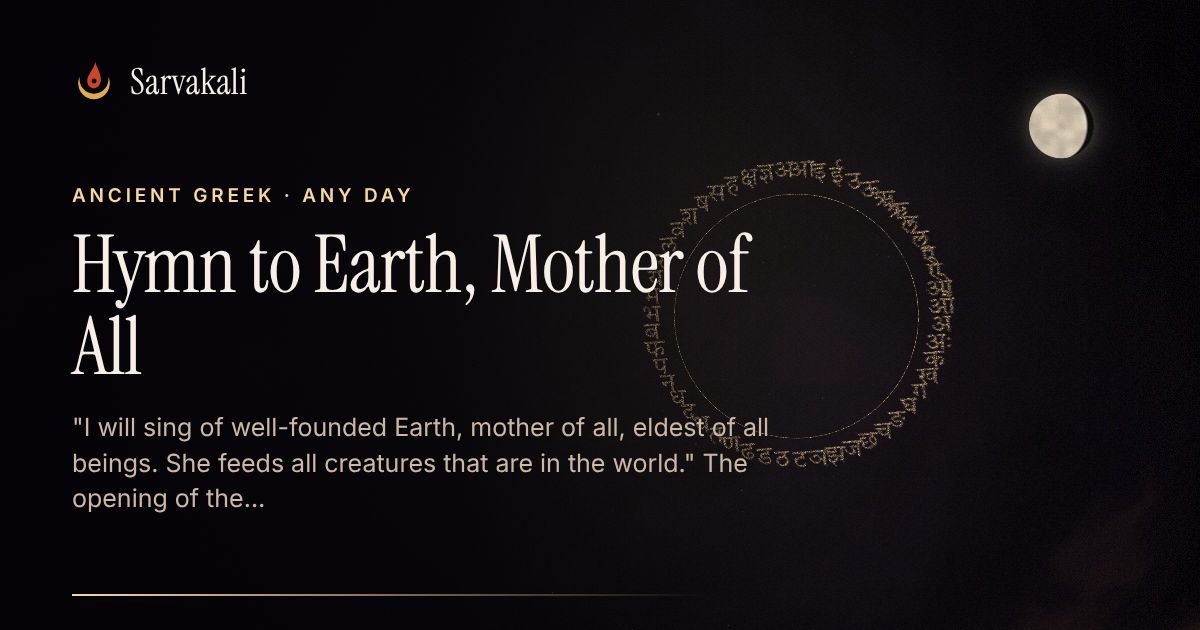 Sarvakali
ANCIENT GREEK · ANY DAY
Hymn to Earth, Mother of
All
"I will sing of well-founded Earth, mother of all, eldest of all
beings. She feeds all creatures that are in the world." The
opening of the...